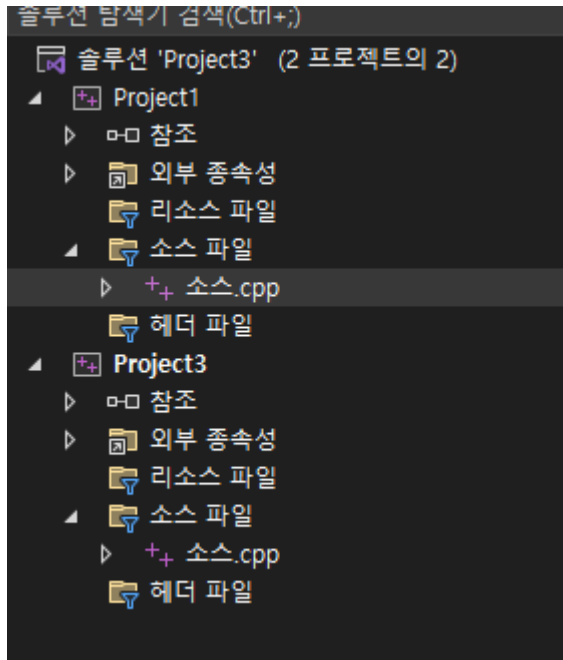 솔루션 탐색기 검색(Ctrl+;)
솔루션 'Project3' (2 프로젝트의 2)
Project1
참조
외부 종속성
리소스 파일
소스 파일
소스.cpp
헤더 파일
Project3
참조
외부 종속성
리소스 파일
소스 파일
소스.cpp
헤더 파일